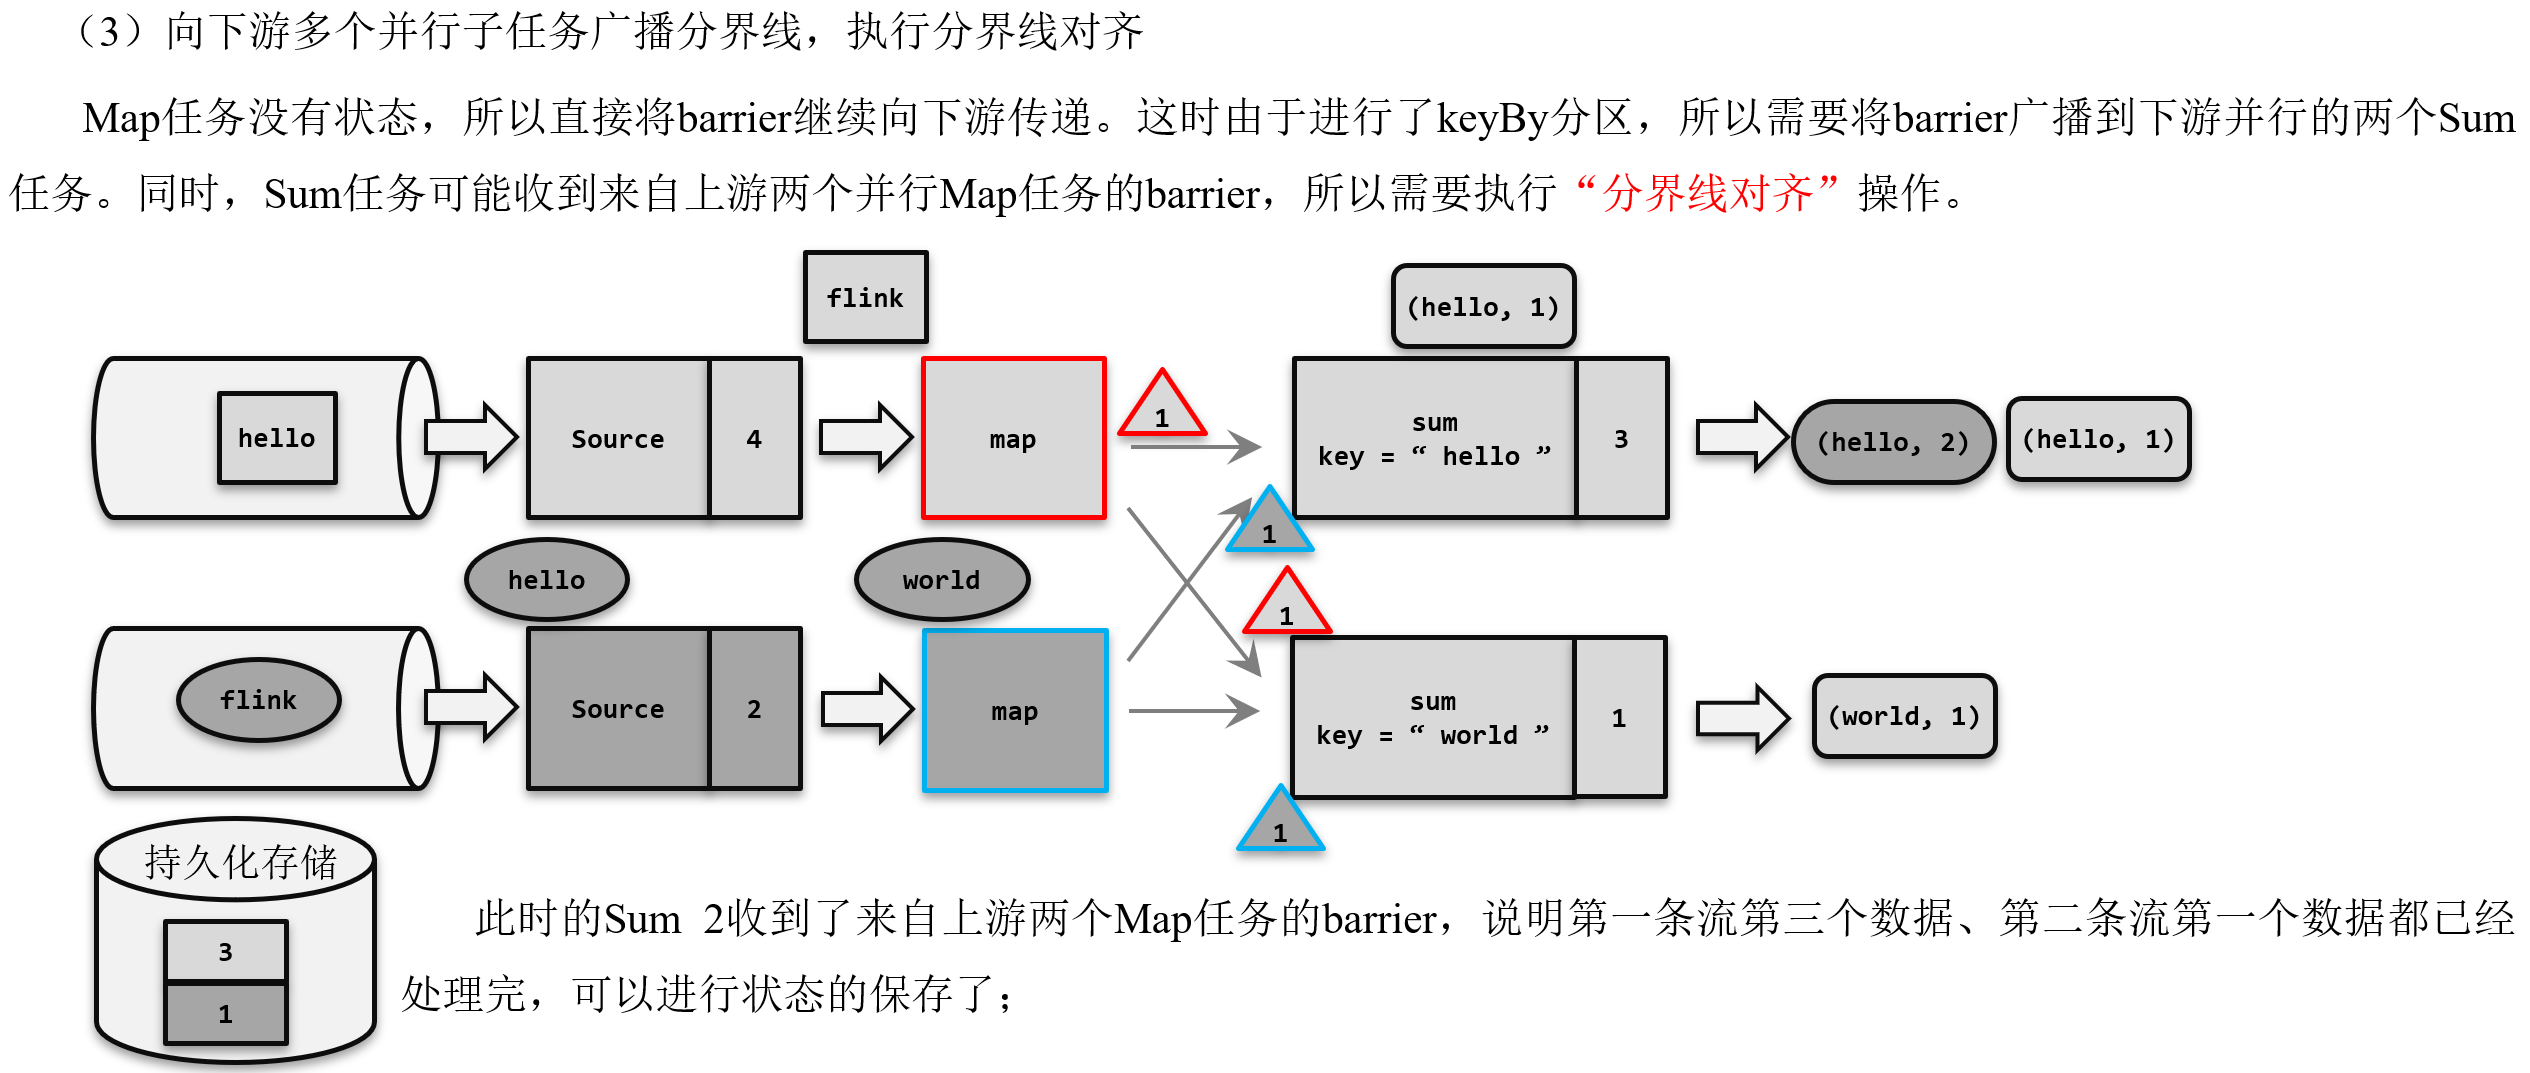 （3）向下游多个并行子任务广播分界线，执行分界线对齐
Map任务没有状态，所以直接将barrier继续向下游传递。这时由于进行了keyBy分区，所以需要将barrier广播到下游并行的两个Sum
任务。同时，Sum任务可能收到来自上游两个并行Map任务的barrier，所以需要执行“分界线对齐”操作。
flink
(hello, 1)
hello
Source
4
map
1
sum
key = “ hello ”
3
(hello, 2)
(hello, 1)
1
hello
world
1
flink
Source
2
map
sum
key = “ world ”
1
(world, 1)
1
持久化存储
3
1
此时的Sum 2收到了来自上游两个Map任务的barrier，说明第一条流第三个数据、第二条流第一个数据都已经
处理完，可以进行状态的保存了；